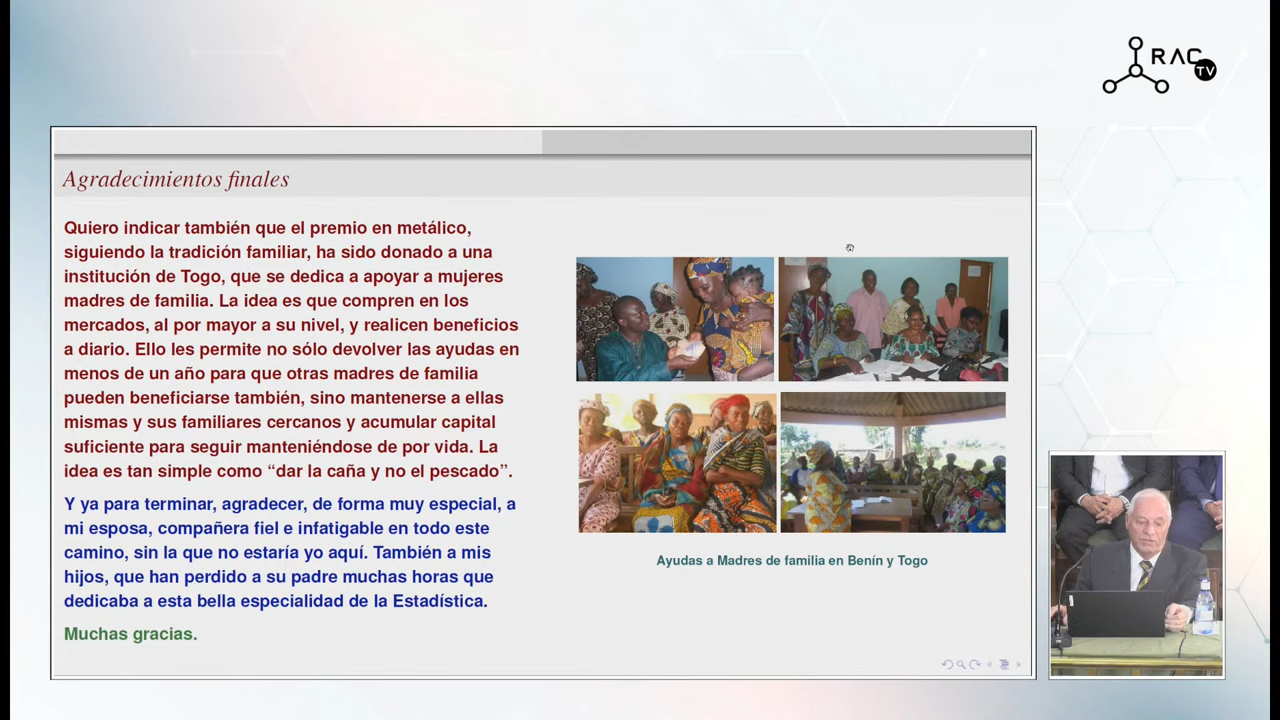 RAC
TV
Agradecimientos finales
Quiero indicar también que el premio en metálico,
siguiendo la tradición familiar, ha sido donado a una
institución de Togo, que se dedica a apoyar a mujeres
madres de familia. La idea es que compren en los
mercados, al por mayor a su nivel, y realicen beneficios
a diario. Ello les permite no sólo devolver las ayudas en
menos de un año para que otras madres de familia
pueden beneficiarse también, sino mantenerse a ellas
mismas y sus familiares cercanos y acumular capital
suficiente para seguir manteniéndose de por vida. La
idea es tan simple como “dar la caña y no el pescado”.
Y ya para terminar, agradecer, de forma muy especial, a
mi esposa, compañera fiel e infatigable en todo este
camino, sin la que no estaría yo aquí. También a mis
hijos, que han perdido a su padre muchas horas que
dedicaba a esta bella especialidad de la Estadística.
Muchas gracias.
Ayudas a Madres de familia en Benín y Togo